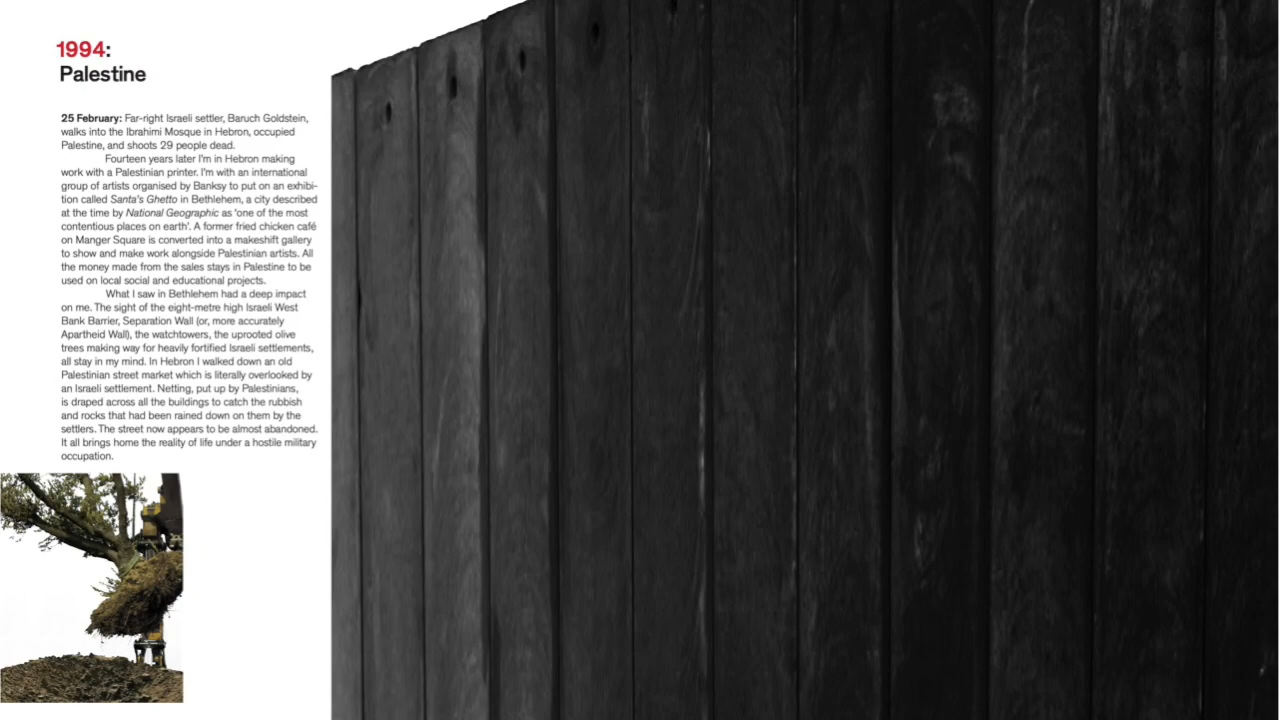 1994:
Palestine
25 February: Far-right Israeli settler, Baruch Goldstein,
walks into the Ibrahimi Mosque in Hebron, occupied
Palestine, and shoots 29 people dead.
Fourteen years later I'm in Hebron making
work with a Palestinian printer. I'm with an international
group of artists organised by Banksy to put on an exhibi-
tion called Santa's Ghetto in Bethlehem, a city described
at the time by National Geographic as 'one of the most
contentious places on earth'. A former fried chicken café
on Manger Square is converted into a makeshift gallery
to show and make work alongside Palestinian artists. All
the money made from the sales stays in Palestine to be
used on local social and educational projects.
What I saw in Bethlehem had a deep impact
on me. The sight of the eight-metre high Israeli West
Bank Barrier, Separation Wall (or, more accurately
Apartheid Wall), the watchtowers, the uprooted olive
trees making way for heavily fortified Israeli settlements,
all stay in my mind. In Hebron I walked down an old
Palestinian street market which is literally overlooked by
an Israeli settlement. Netting, put up by Palestinians,
is draped across all the buildings to catch the rubbish
and rocks that had been rained down on them by the
settlers. The street now appears to be almost abandoned.
It all brings home the reality of life under a hostile military
occupation.